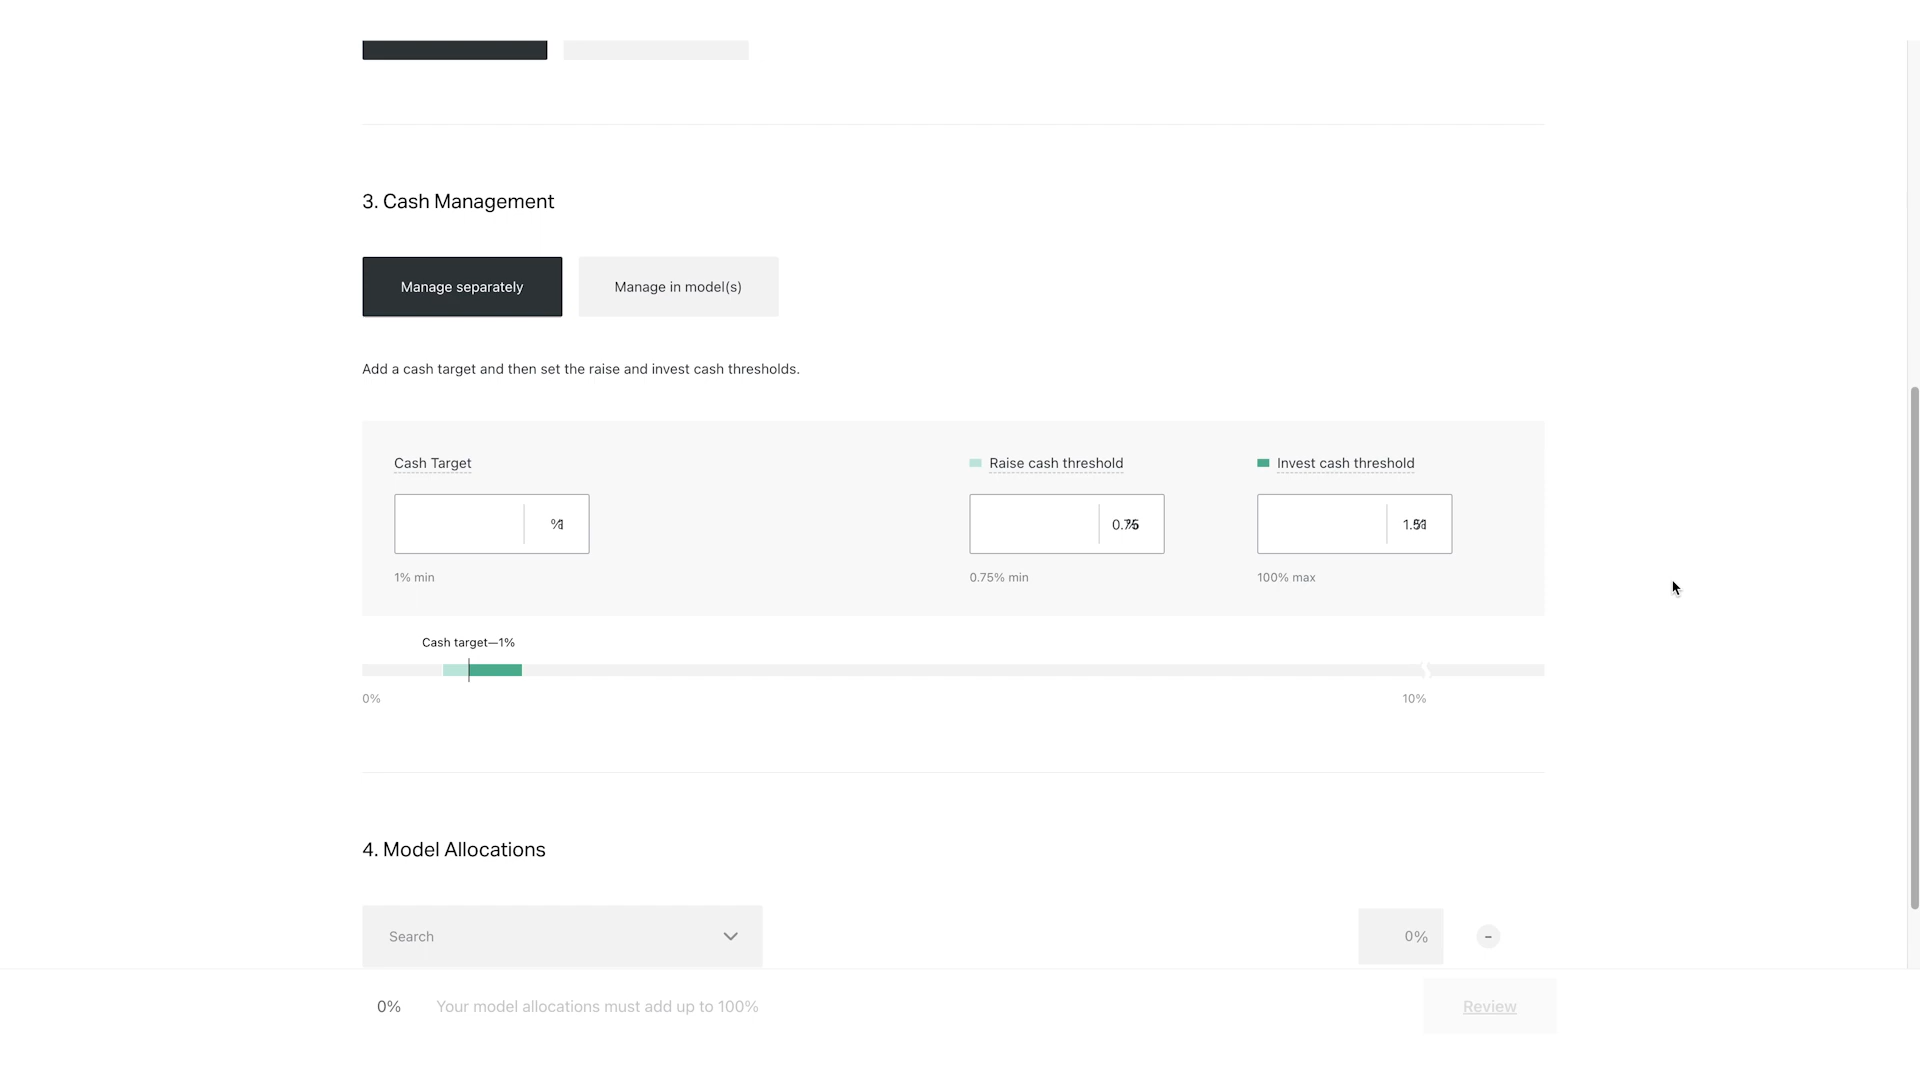 3. Cash Management
Manage separately
Manage in model(s)
Add a cash target and then set the raise and invest cash thresholds.
Cash Target
Raise cash threshold
Invest cash threshold
1%
0.75%
1.51%
1% min
0.75% min
100% max
Cash target—1%
0%
10%
4. Model Allocations
Search
0%
-
0%
Your model allocations must add up to 100%
Review